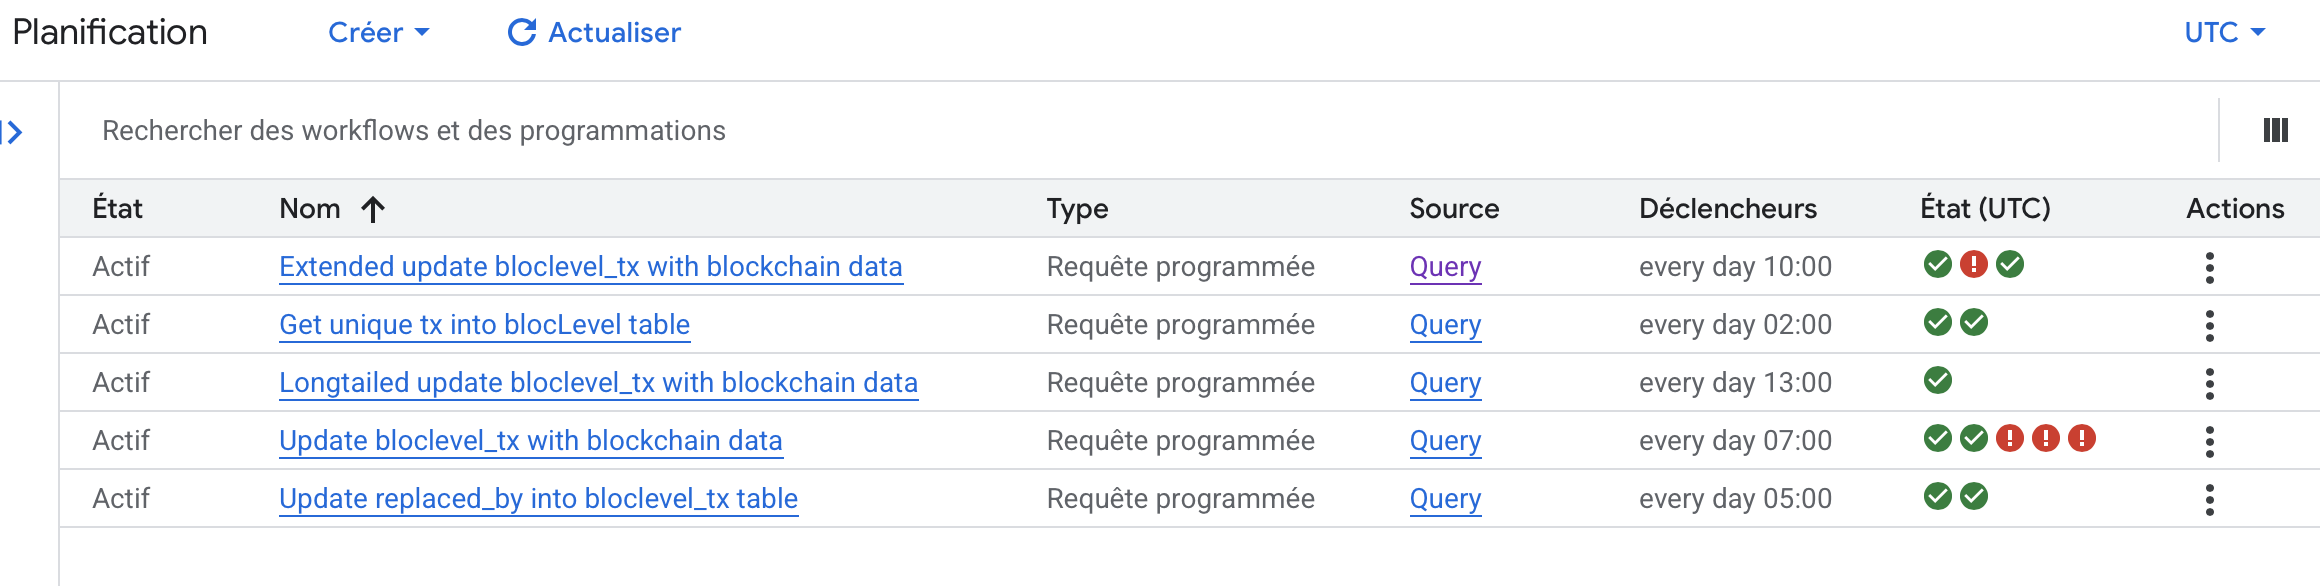 Planification Créer Actualiser UTC
Rechercher des workflows et des programmations
État Nom Type Source Déclencheurs État (UTC) Actions
Actif Extended update bloclevel_tx with blockchain data Requête programmée Query every day 10:00
Actif Get unique tx into blocLevel table Requête programmée Query every day 02:00
Actif Longtailed update bloclevel_tx with blockchain data Requête programmée Query every day 13:00
Actif Update bloclevel_tx with blockchain data Requête programmée Query every day 07:00
Actif Update replaced_by into bloclevel_tx table Requête programmée Query every day 05:00